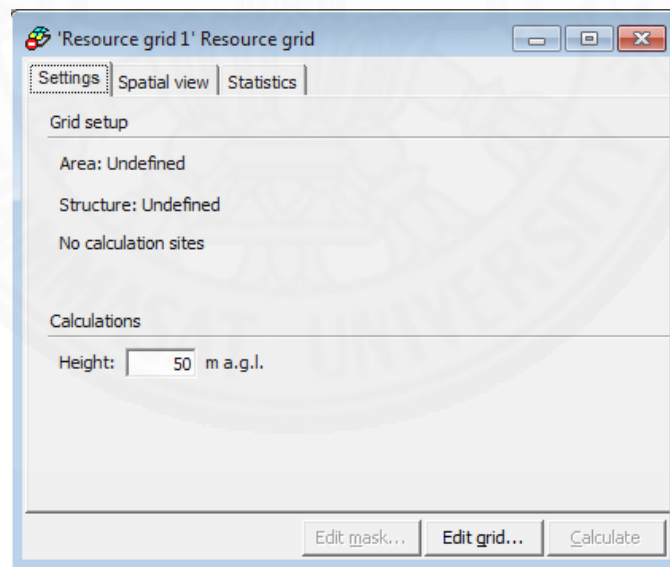 'Resource grid 1' Resource grid
Settings Spatial view Statistics
Grid setup
Area: Undefined
Structure: Undefined
No calculation sites
Calculations
Height: 50 m a.g.l.
Edit mask... Edit grid... Calculate